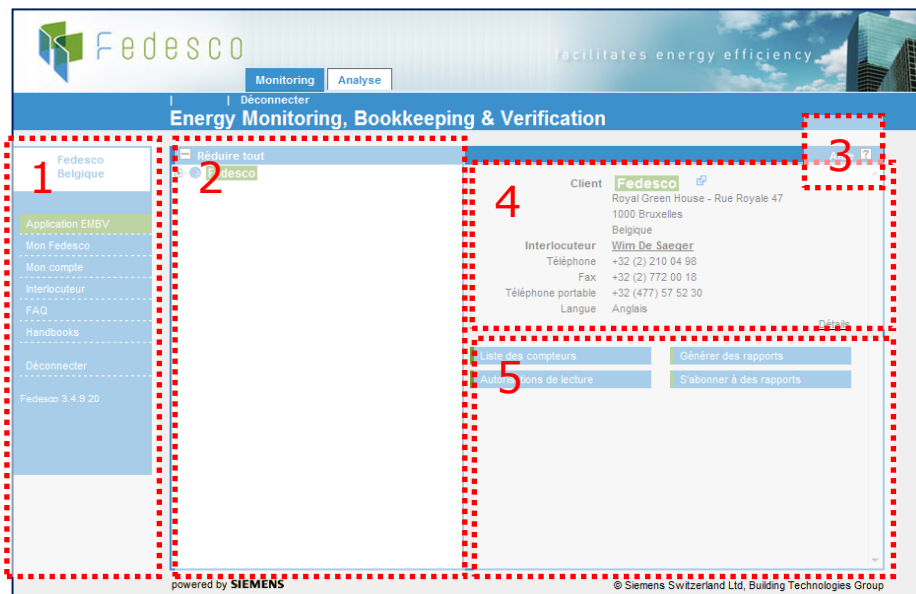 Fedesco
facilitates energy efficiency
Monitoring
Analyse
| | Déconnecter
Energy Monitoring, Bookkeeping & Verification
1
Fedesco
Belgique
Application EMBV
Mon Fedesco
Mon compte
Interlocuteur
FAQ
Handbooks
Déconnecter
Fedesco 3.4.9 20
2
Réduire tout
Fedesco
3
?
4
Client Fedesco
Royal Green House - Rue Royale 47
1000 Bruxelles
Belgique
Interlocuteur Wim De Saeger
Téléphone +32 (2) 210 04 98
Fax +32 (2) 772 00 18
Téléphone portable +32 (477) 57 52 30
Langue Anglais
Détails
5
Liste des compteurs
Générer des rapports
Autorisations de lecture
S'abonner à des rapports
powered by SIEMENS
© Siemens Switzerland Ltd, Building Technologies Group